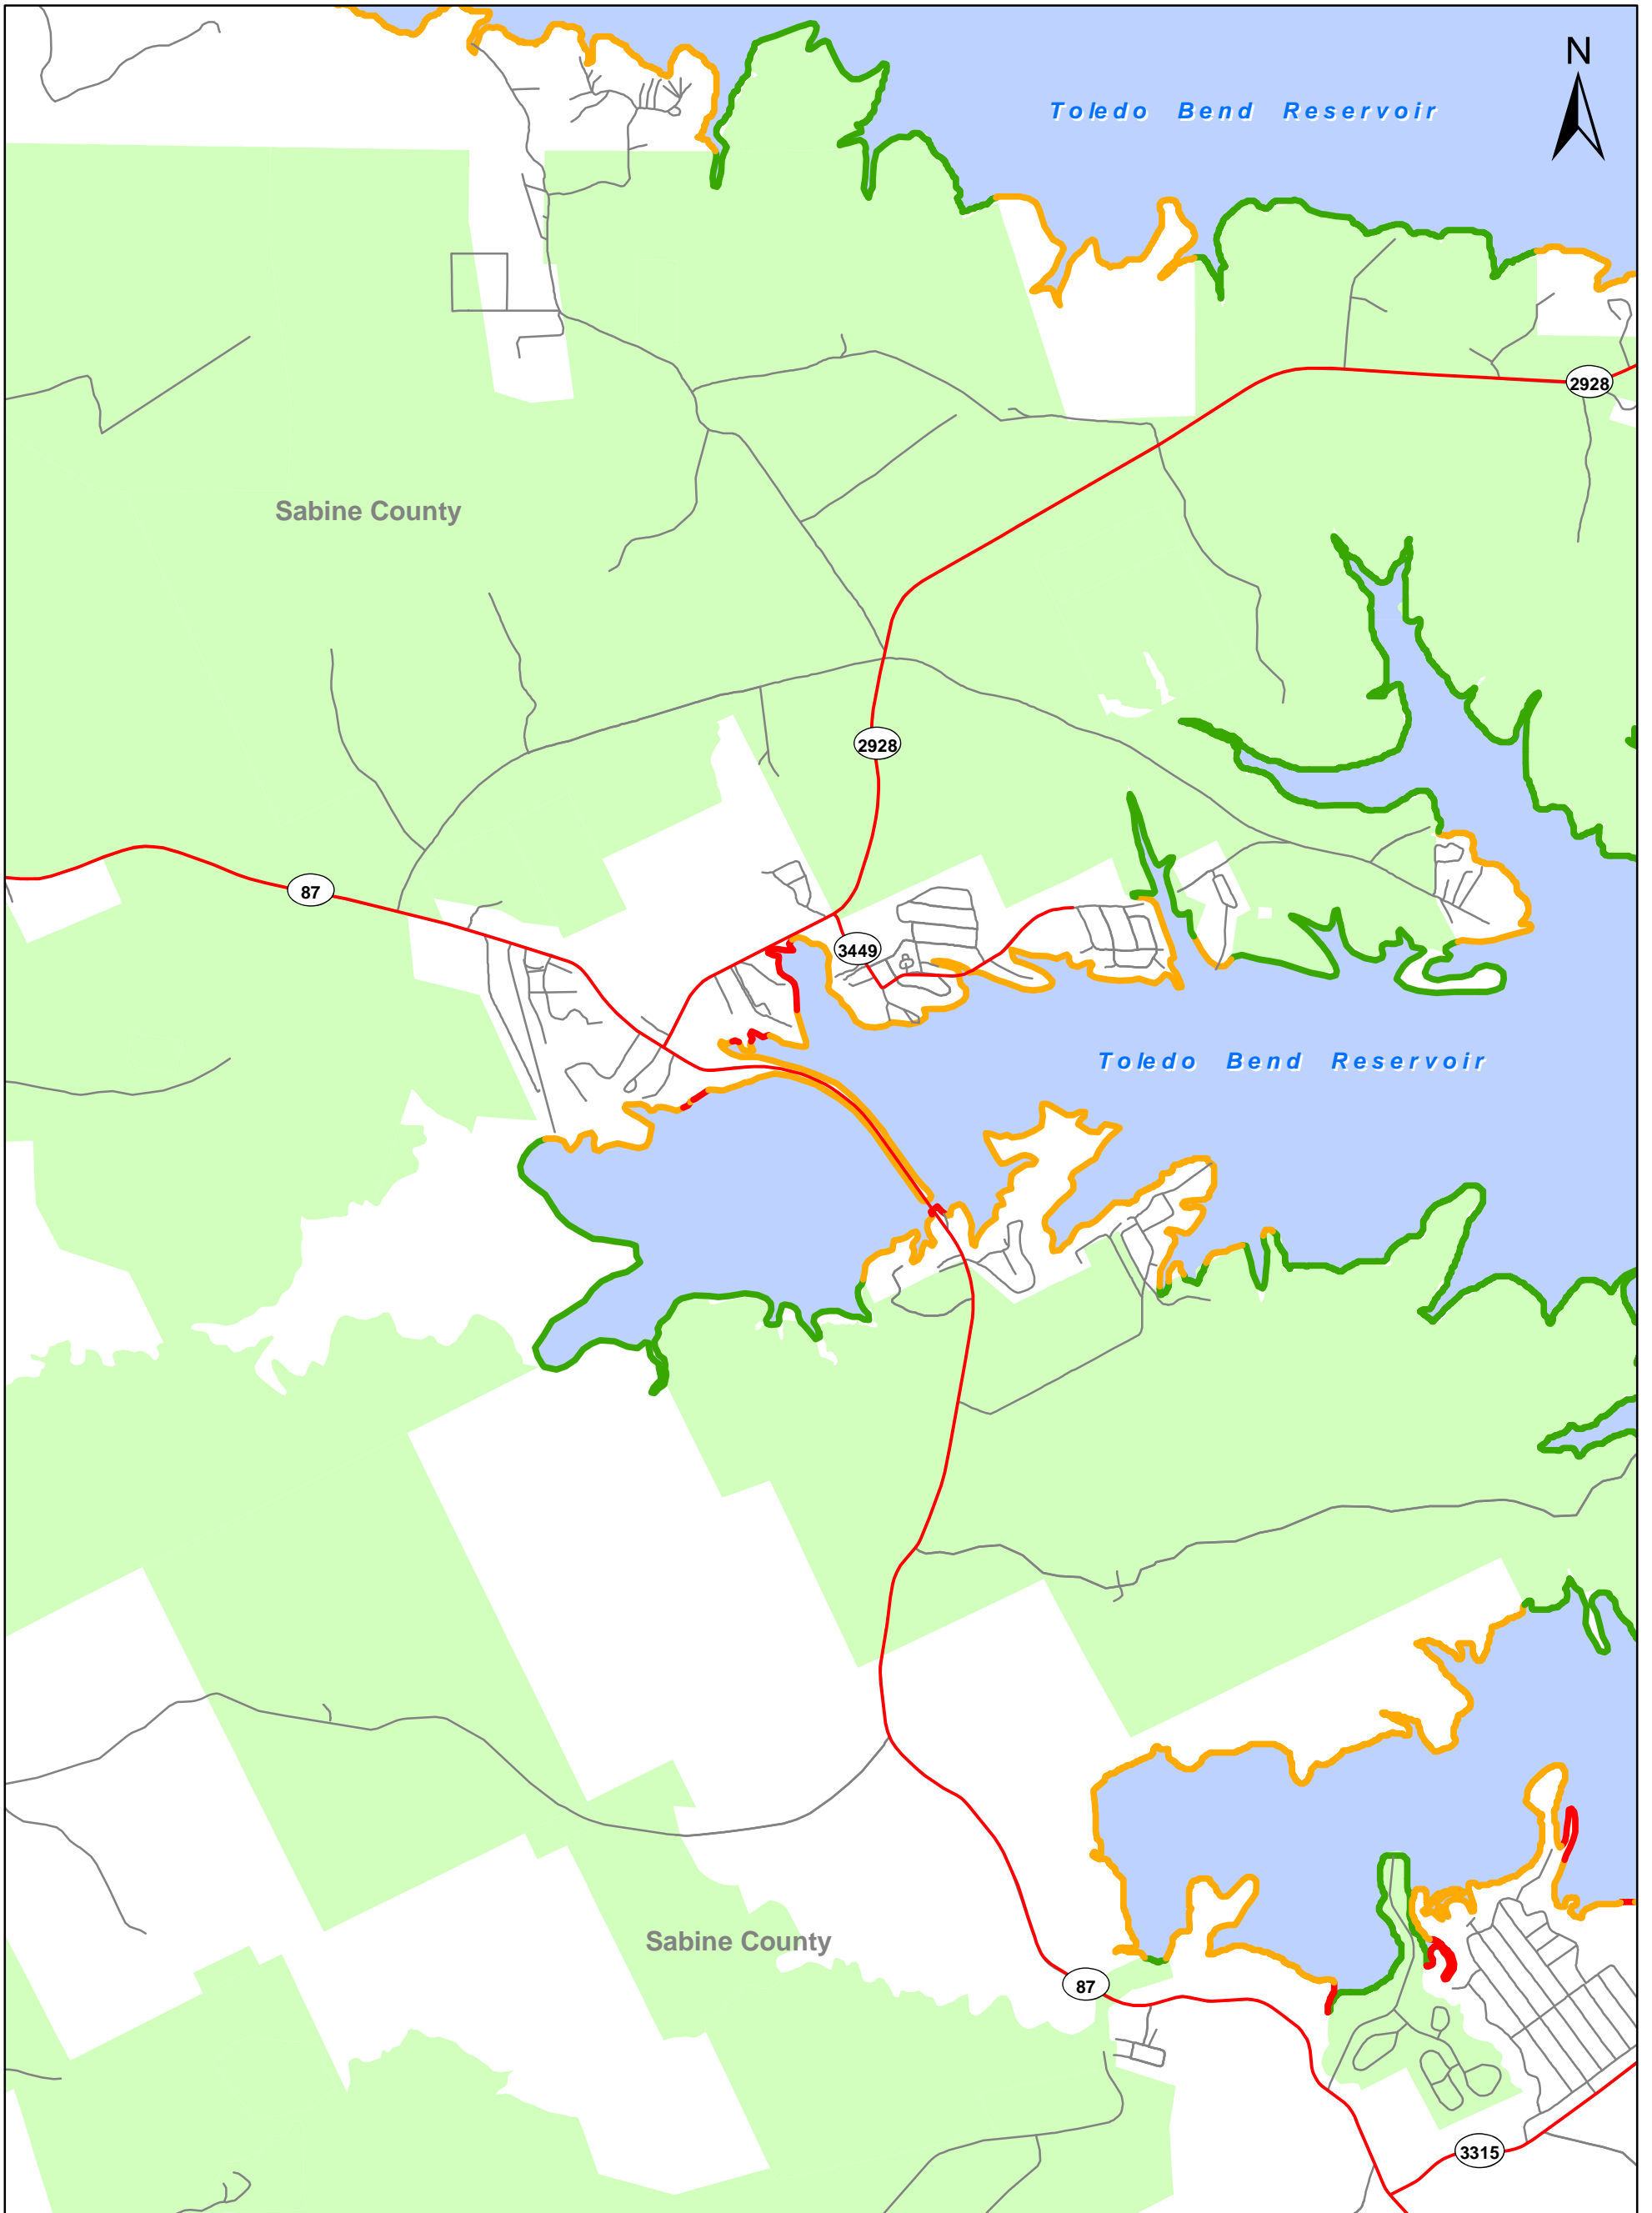 N
Toledo Bend Reservoir
2928
Sabine County
2928
87
3449
Toledo Bend Reservoir
Sabine County
87
3315